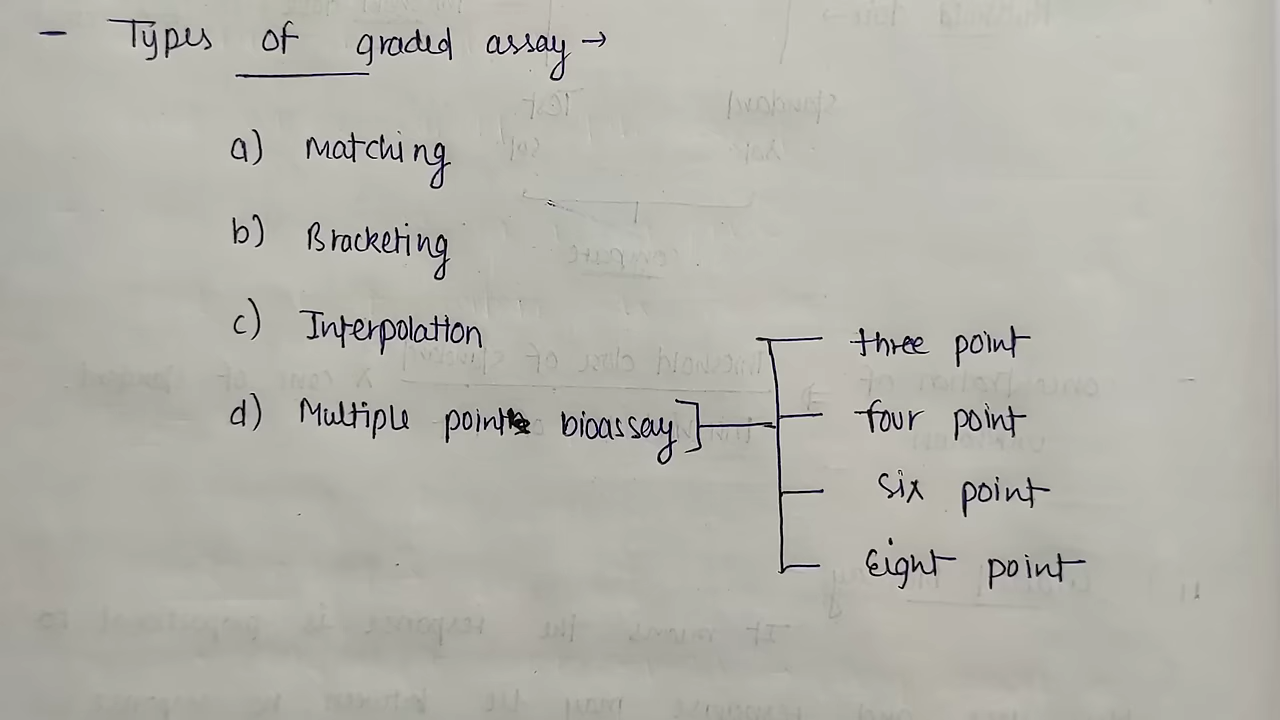 - Types of graded assay →
a) Matching
b) Bracketing
c) Interpolation
d) Multiple point bioassay]
three point
four point
six point
Eight point